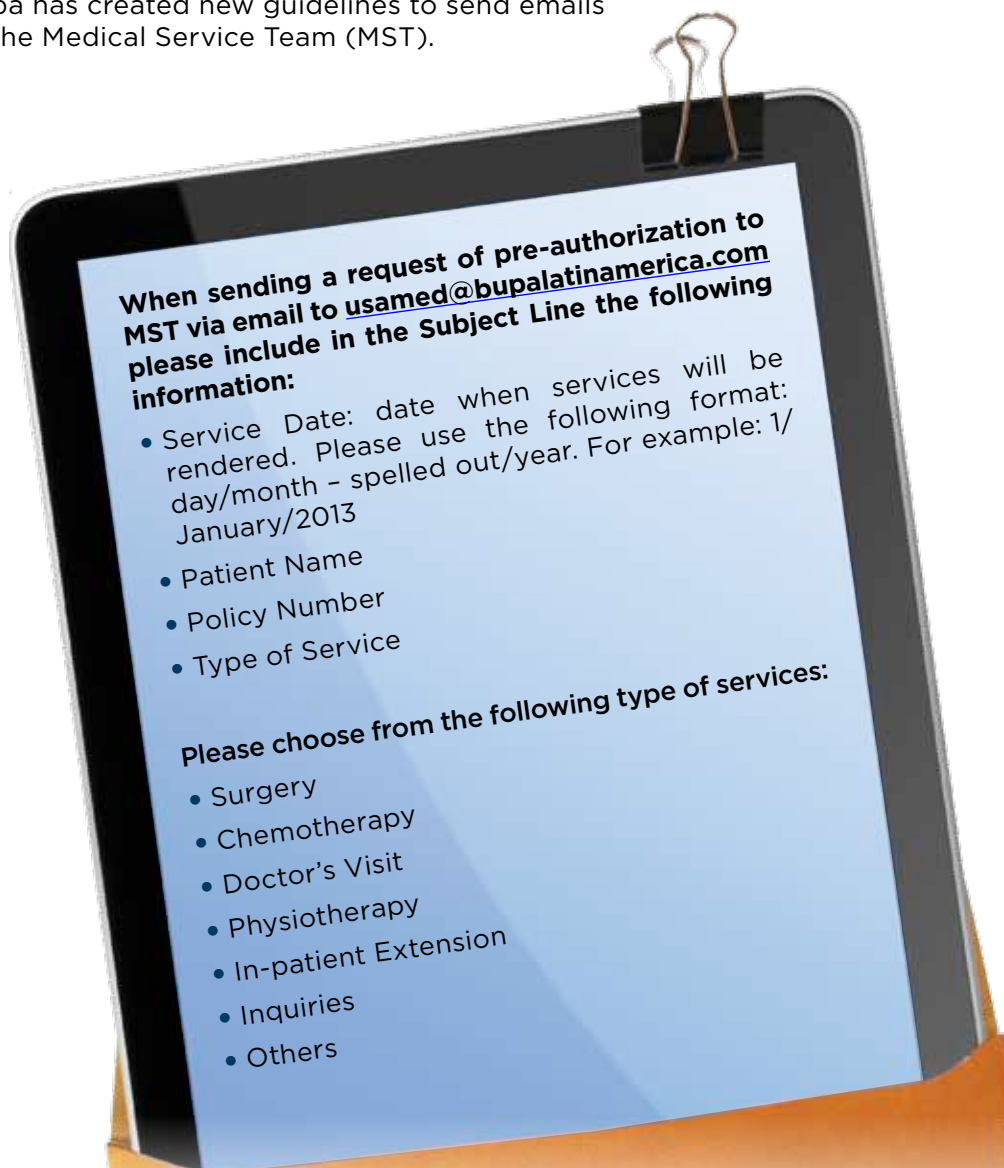 pa has created new guidelines to send emails
he Medical Service Team (MST).
When sending a request of pre-authorization to
MST via email to usamed@bupalatinamerica.com
please include in the Subject Line the following
information:
• Service Date: date when services will be
rendered. Please use the following format:
day/month – spelled out/year. For example: 1/
January/2013
• Patient Name
• Policy Number
• Type of Service
Please choose from the following type of services:
• Surgery
• Chemotherapy
• Doctor's Visit
• Physiotherapy
• In-patient Extension
• Inquiries
• Others